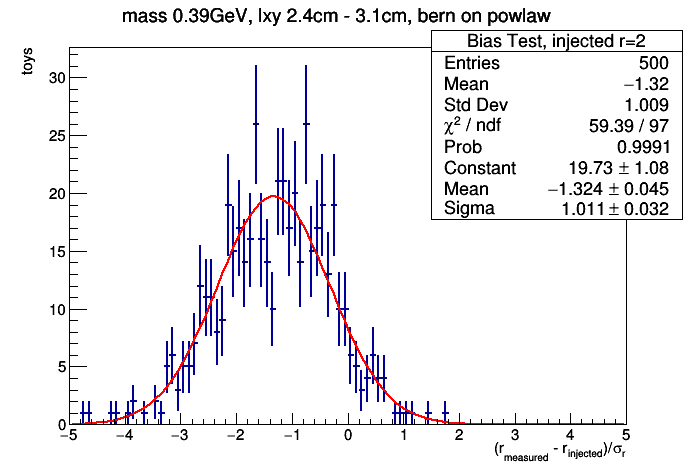 mass 0.39GeV, lxy 2.4cm - 3.1cm, bern on powlaw
toys
Bias Test, injected r=2
Entries 500
Mean −1.32
Std Dev 1.009
χ² / ndf 59.39 / 97
Prob 0.9991
Constant 19.73 ± 1.08
Mean −1.324 ± 0.045
Sigma 1.011 ± 0.032
30
25
20
15
10
5
0
−5 −4 −3 −2 −1 0 1 2 3 4 5
(r_measured - r_injected)/σ_r